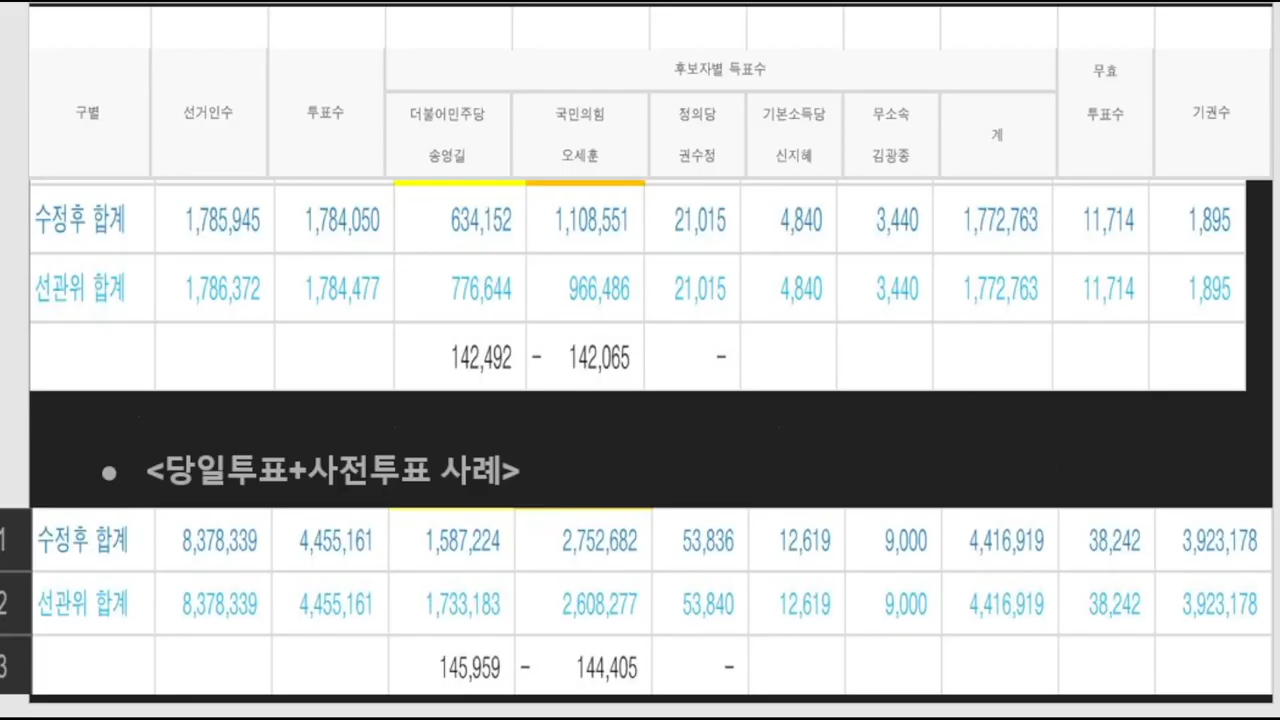 후보자별 득표수
무효
구별 선거인수 투표수 더불어민주당 국민의힘 정의당 기본소득당 무소속 계 투표수 기권수
송영길 오세훈 권수정 신지혜 김광종
수정후 합계 1,785,945 1,784,050 634,152 1,108,551 21,015 4,840 3,440 1,772,763 11,714 1,895
선관위 합계 1,786,372 1,784,477 776,644 966,486 21,015 4,840 3,440 1,772,763 11,714 1,895
142,492 - 142,065 -
● <당일투표+사전투표 사례>
1 수정후 합계 8,378,339 4,455,161 1,587,224 2,752,682 53,836 12,619 9,000 4,416,919 38,242 3,923,178
2 선관위 합계 8,378,339 4,455,161 1,733,183 2,608,277 53,840 12,619 9,000 4,416,919 38,242 3,923,178
3 145,959 - 144,405 -